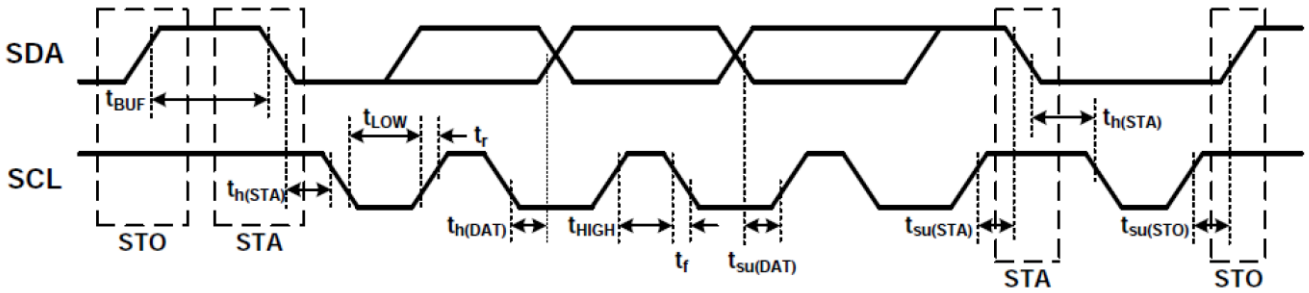 SDA
tBUF
tLOW
tr
th(STA)
SCL
th(STA)
th(DAT)
tHIGH
tf
tsu(DAT)
tsu(STA)
tsu(STO)
STO
STA
STA
STO